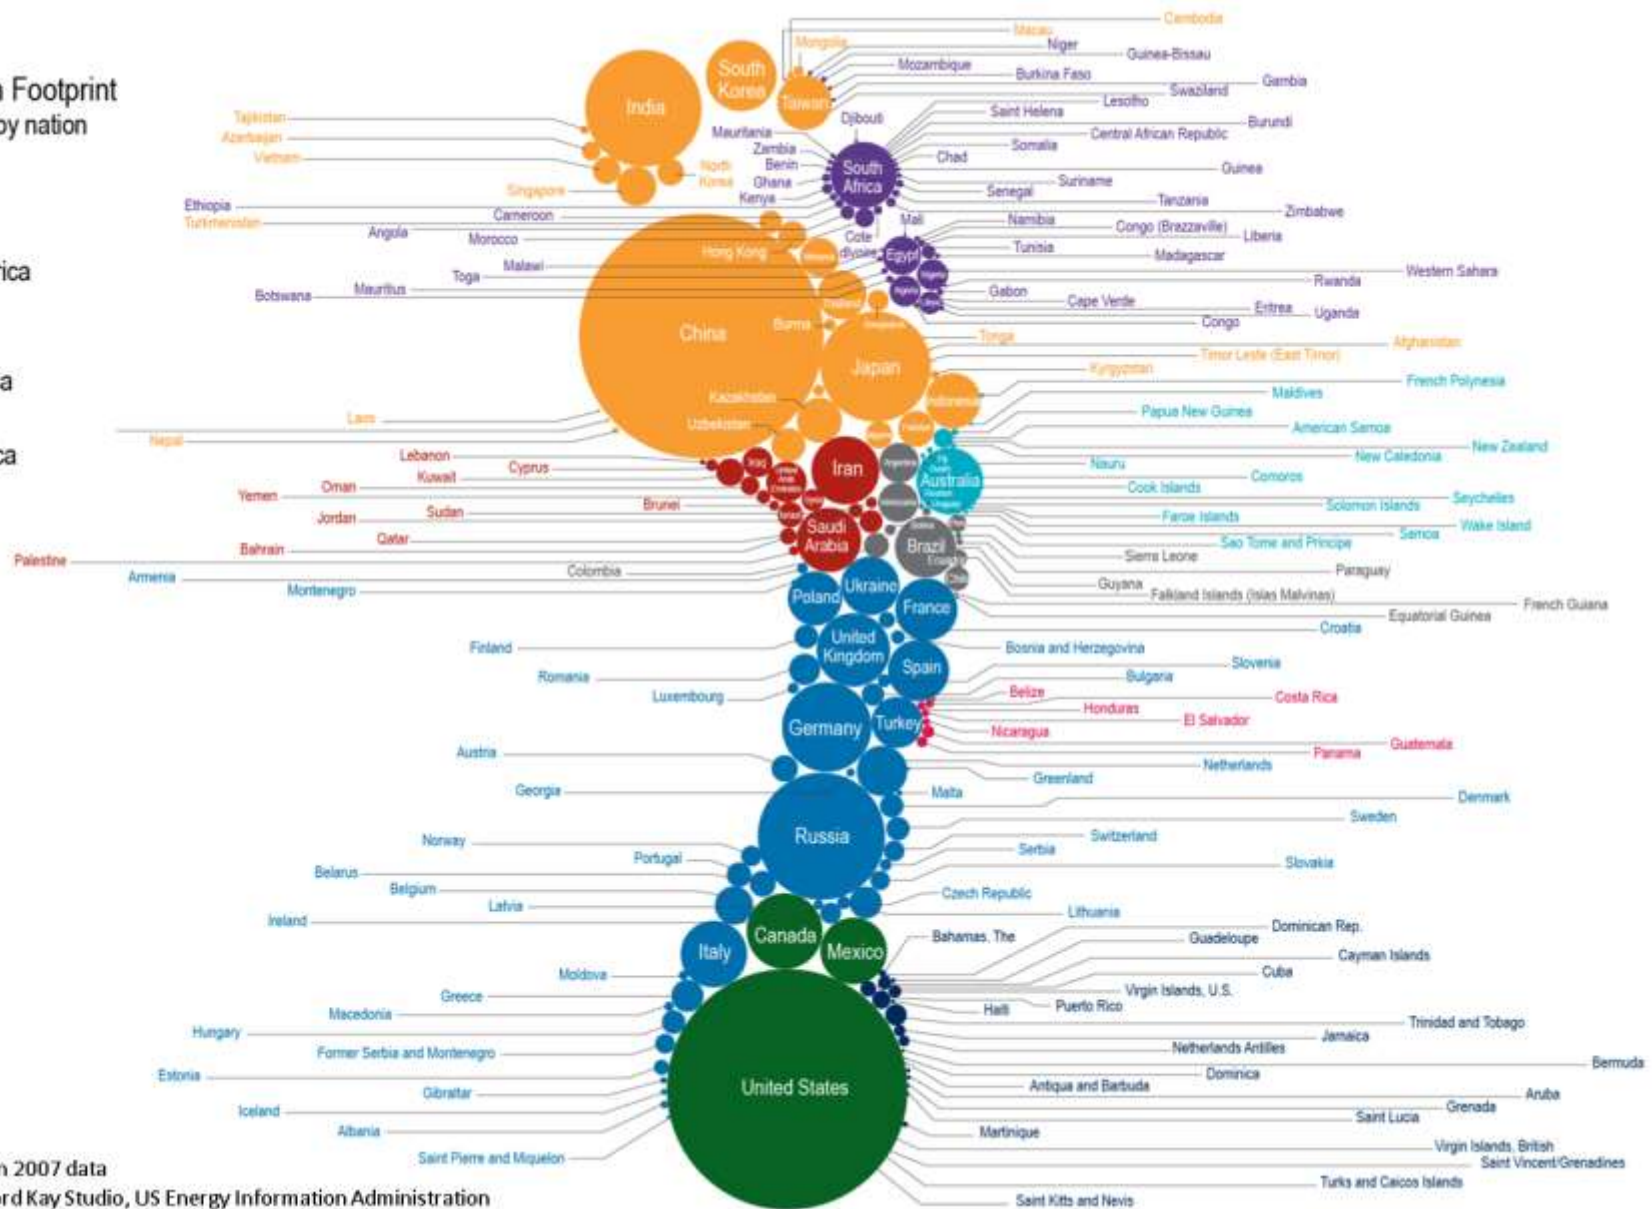 n Footprint
by nation
rica
a
ca
Cambodia
Macau
Mongolia
Niger
Guinea-Bissau
Mozambique
Burkina Faso
Gambia
Swaziland
Lesotho
Saint Helena
Burundi
Central African Republic
Somalia
Chad
Guinea
Suriname
Senegal
Tanzania
Zimbabwe
India
South
Korea
Taiwan
Tajikistan
Azerbaijan
Vietnam
Singapore
North
Korea
Djibouti
Mauritania
Zambia
Benin
Ghana
Kenya
South
Africa
Ethiopia
Turkmenistan
Cameroon
Angola
Morocco
Malawi
Toga
Mauritius
Botswana
Cote
Mali
Egypt
Namibia
Congo (Brazzaville)
Liberia
Tunisia
Madagascar
Western Sahara
Rwanda
Gabon
Cape Verde
Eritrea
Uganda
Congo
Hong Kong
Thailand
Burma
China
Japan
Kazakhstan
Uzbekistan
Indonesia
Laos
Nepal
Tonga
Afghanistan
Timor Leste (East Timor)
Kyrgyzstan
French Polynesia
Maldives
Papua New Guinea
American Samoa
New Zealand
New Caledonia
Nauru
Comoros
Cook Islands
Seychelles
Solomon Islands
Faroe Islands
Wake Island
Samoa
Sao Tome and Principe
Australia
Lebanon
Kuwait
Cyprus
Oman
Yemen
Brunei
Sudan
Jordan
Qatar
Bahrain
Palestine
Iraq
United
Arab
Emirates
Iran
Saudi
Arabia
Argentina
Brazil
Colombia
Sierra Leone
Paraguay
Guyana
Falkland Islands (Islas Malvinas)
French Guiana
Equatorial Guinea
Armenia
Montenegro
Poland
Ukraine
France
Croatia
Finland
United
Kingdom
Spain
Bosnia and Herzegovina
Slovenia
Bulgaria
Romania
Luxembourg
Germany
Turkey
Belize
Costa Rica
Honduras
El Salvador
Nicaragua
Guatemala
Panama
Austria
Netherlands
Greenland
Georgia
Malta
Denmark
Russia
Sweden
Norway
Switzerland
Portugal
Serbia
Belarus
Slovakia
Belgium
Czech Republic
Latvia
Lithuania
Ireland
Canada
Mexico
Italy
Bahamas, The
Dominican Rep.
Guadeloupe
Cayman Islands
Cuba
Virgin Islands, U.S.
Puerto Rico
Haiti
Trinidad and Tobago
Jamaica
Netherlands Antilles
Bermuda
Dominica
Antiqua and Barbuda
Aruba
Grenada
Saint Lucia
Martinique
Virgin Islands, British
Saint Vincent/Grenadines
Turks and Caicos Islands
Saint Kitts and Nevis
Moldova
Greece
Macedonia
Hungary
Former Serbia and Montenegro
Estonia
Gibraltar
Iceland
Albania
Saint Pierre and Miquelon
United States
n 2007 data
ord Kay Studio, US Energy Information Administration